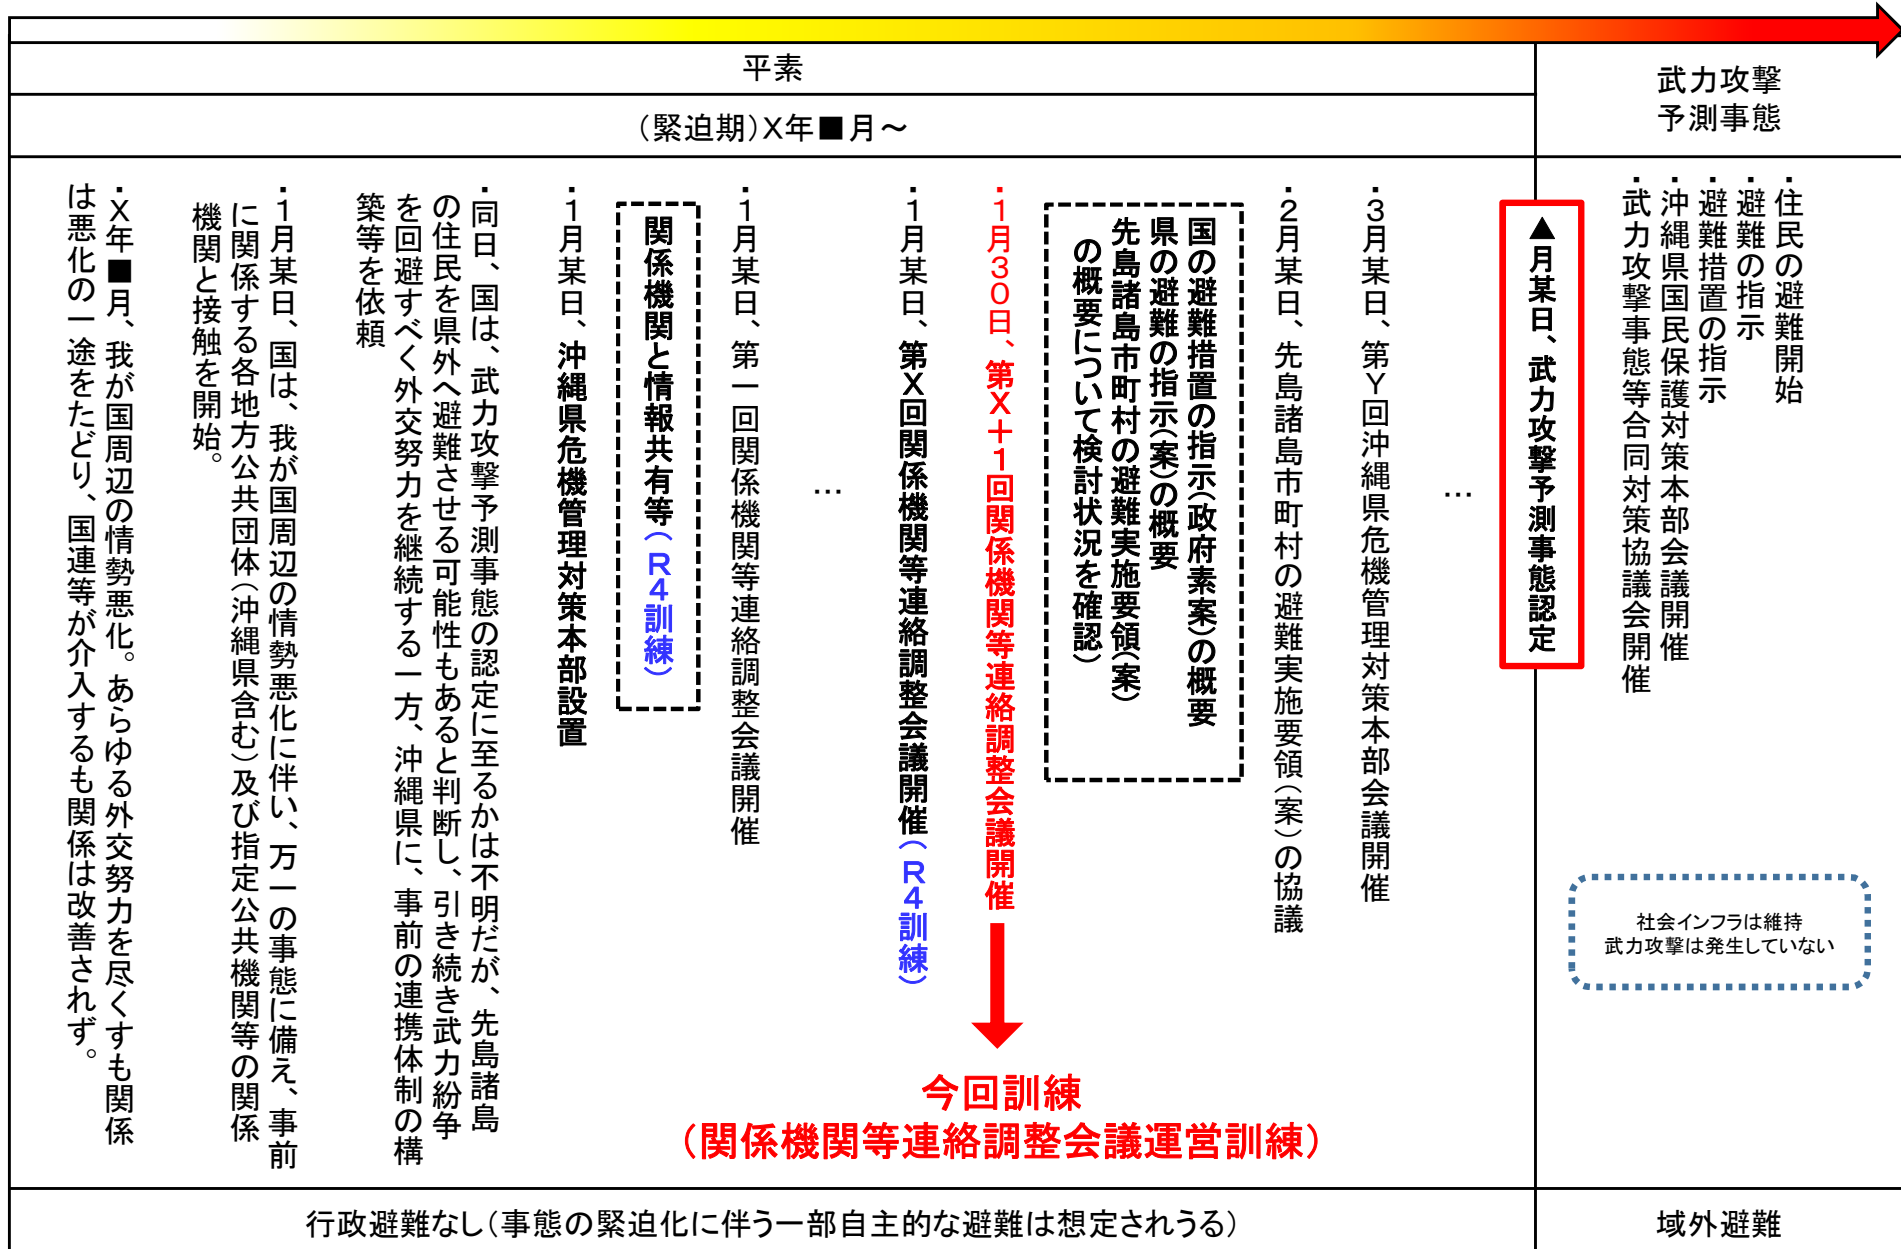 平素
武力攻撃
予測事態
(緊迫期)X年■月～
・X年■月、我が国周辺の情勢悪化。あらゆる外交努力を尽くすも関係
は悪化の一途をたどり、国連等が介入するも関係は改善されず。
・1月某日、国は、我が国周辺の情勢悪化に伴い、万一の事態に備え、事前
に関係する各地方公共団体(沖縄県含む)及び指定公共機関等の関係
機関と接触を開始。
・同日、国は、武力攻撃予測事態の認定に至るかは不明だが、先島諸島
の住民を県外へ避難させる可能性もあると判断し、引き続き武力紛争
を回避すべく外交努力を継続する一方、沖縄県に、事前の連携体制の構
築等を依頼
・1月某日、沖縄県危機管理対策本部設置
関係機関と情報共有等(R4訓練)
・1月某日、第一回関係機関等連絡調整会議開催
…
・1月某日、第X回関係機関等連絡調整会議開催(R4訓練)
・1月30日、第X＋1回関係機関等連絡調整会議開催
国の避難措置の指示(政府素案)の概要
県の避難の指示(案)の概要
先島諸島市町村の避難実施要領(案)
の概要について検討状況を確認)
・2月某日、先島諸島市町村の避難実施要領(案)の協議
・3月某日、第Y回沖縄県危機管理対策本部会議開催
…
▲月某日、武力攻撃予測事態認定
・武力攻撃事態等合同対策協議会開催
・沖縄県国民保護対策本部会議開催
・避難措置の指示
・避難の指示
・住民の避難開始
社会インフラは維持
武力攻撃は発生していない
今回訓練
(関係機関等連絡調整会議運営訓練)
行政避難なし(事態の緊迫化に伴う一部自主的な避難は想定されうる)
域外避難